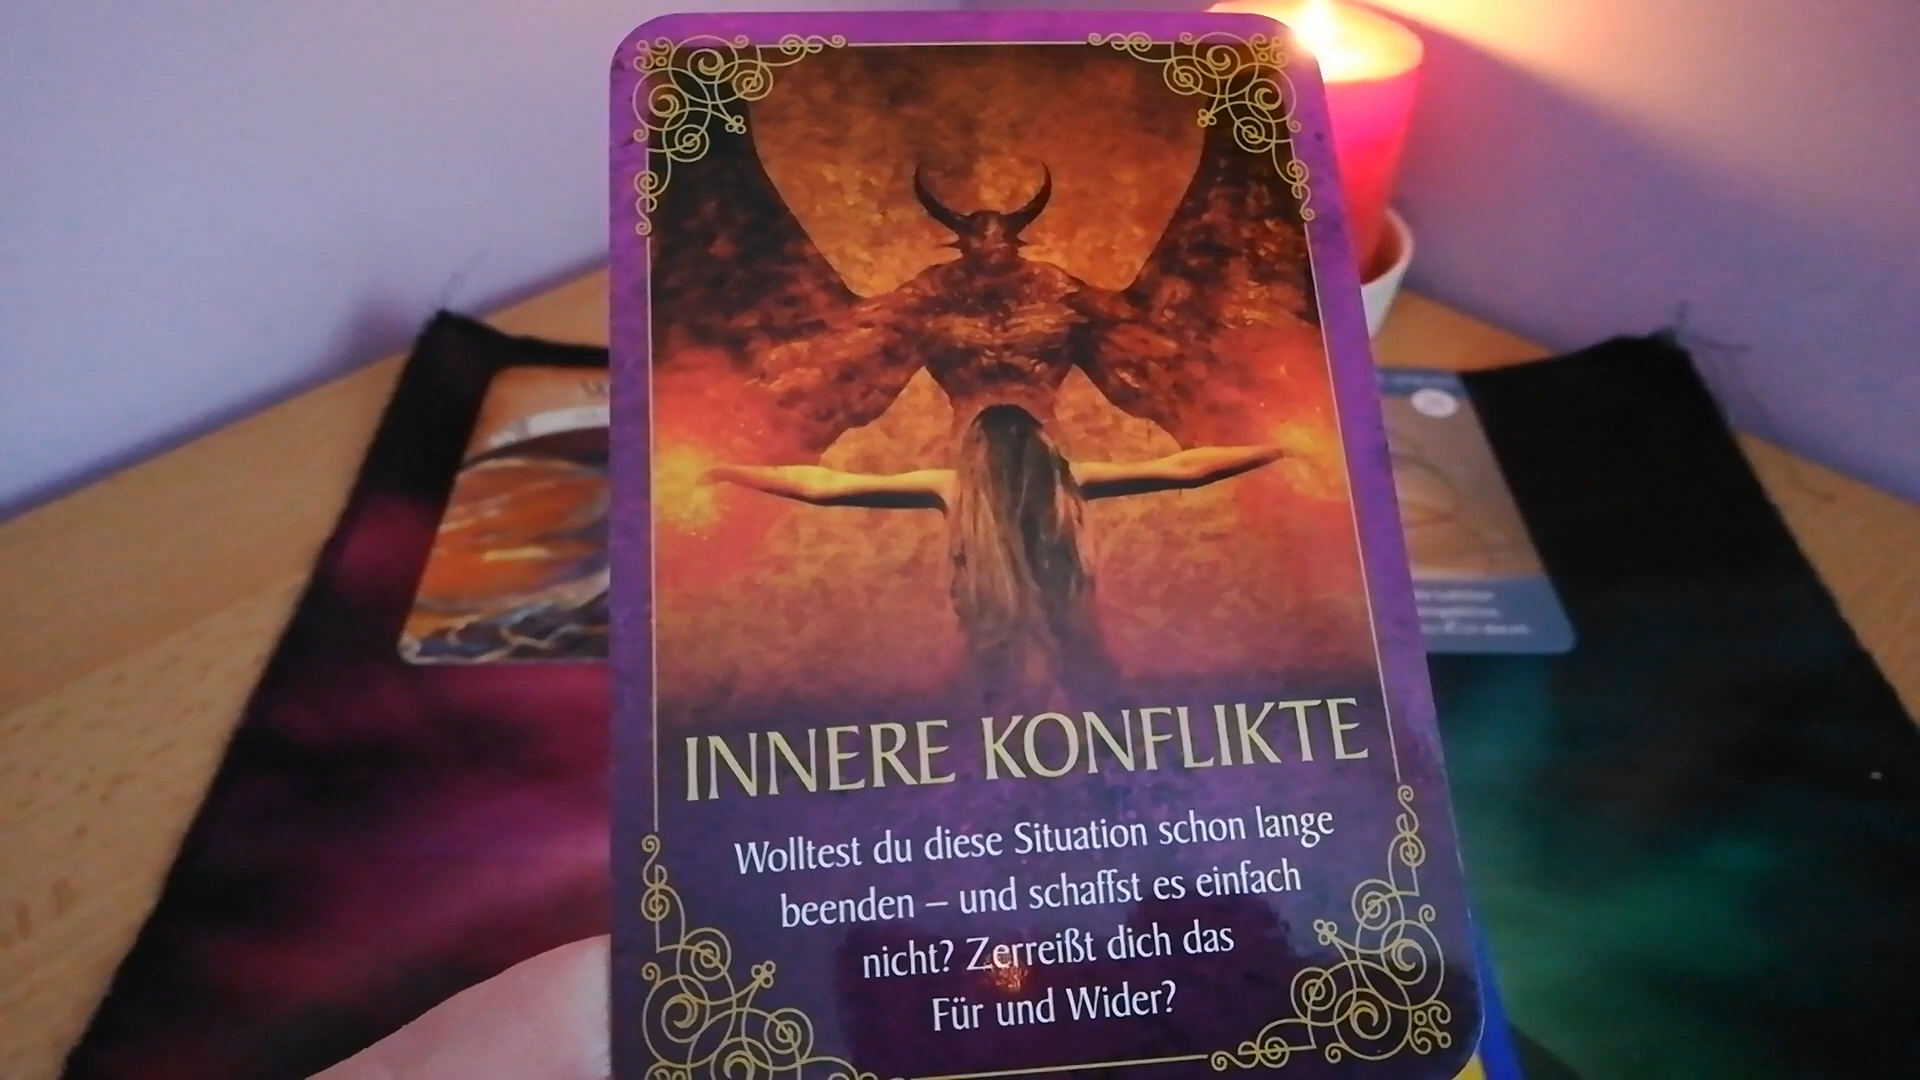 INNERE KONFLIKTE
Wolltest du diese Situation schon lange
beenden – und schaffst es einfach
nicht? Zerreißt dich das
Für und Wider?